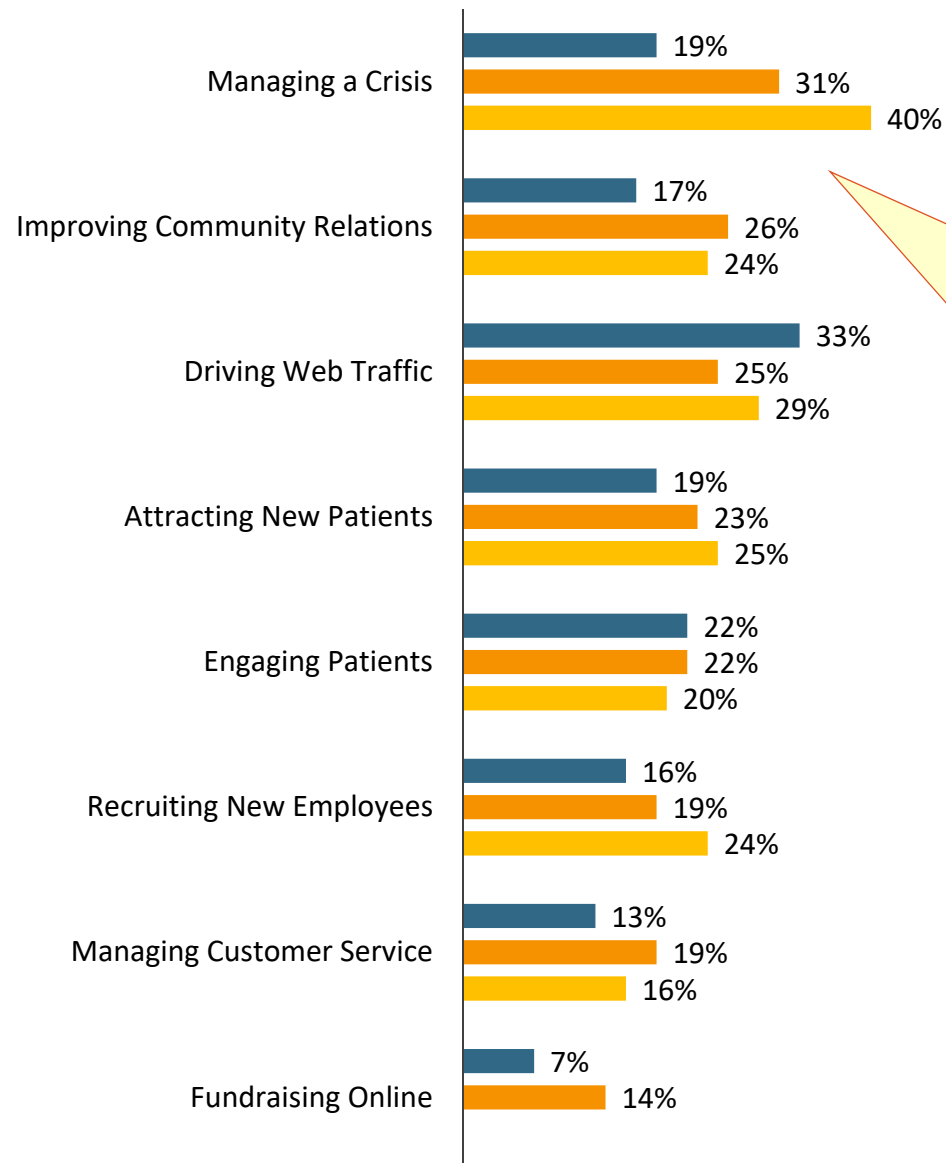 19%
Managing a Crisis
31%
40%
17%
Improving Community Relations
26%
24%
33%
Driving Web Traffic
25%
29%
19%
Attracting New Patients
23%
25%
22%
Engaging Patients
22%
20%
16%
Recruiting New Employees
19%
24%
13%
Managing Customer Service
19%
16%
7%
Fundraising Online
14%